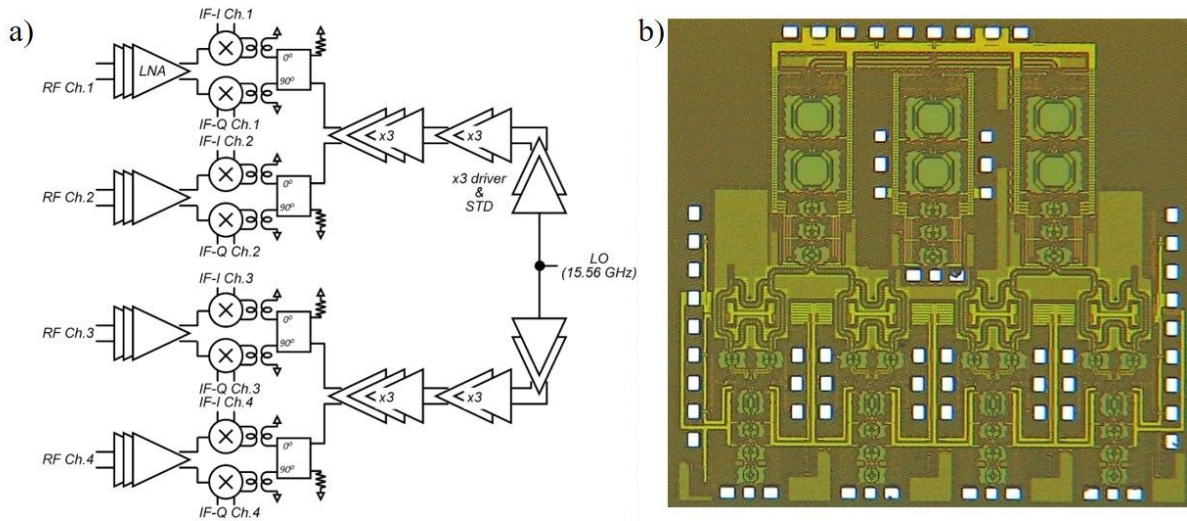 a)
IF-I Ch.1
LNA
RF Ch.1
0°
90°
IF-Q Ch.1
IF-I Ch.2
RF Ch.2
0°
90°
IF-Q Ch.2
x3
x3
x3 driver
&
STD
LO
(15.56 GHz)
IF-I Ch.3
RF Ch.3
0°
90°
IF-Q Ch.3
IF-I Ch.4
RF Ch.4
0°
90°
IF-Q Ch.4
x3
x3
b)